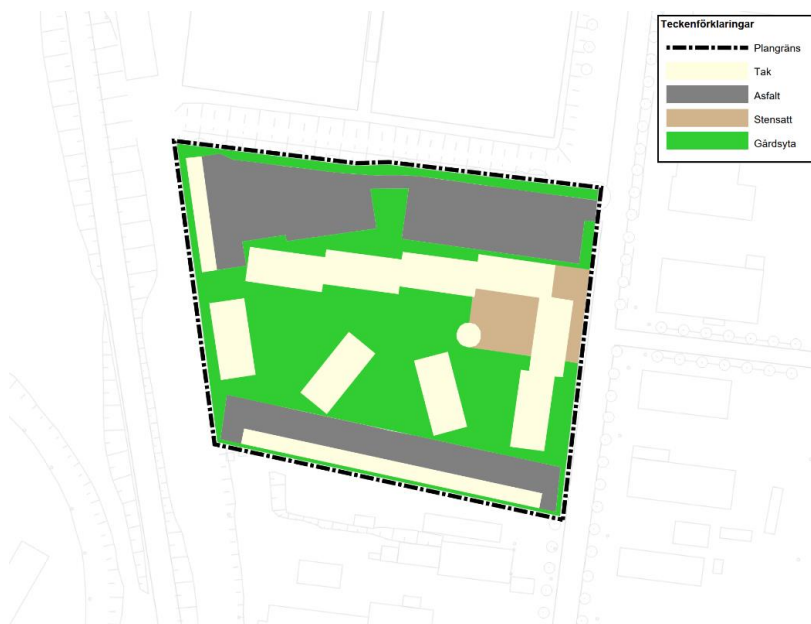 Teckenförklaringar
Plangräns
Tak
Asfalt
Stensatt
Gårdsyta